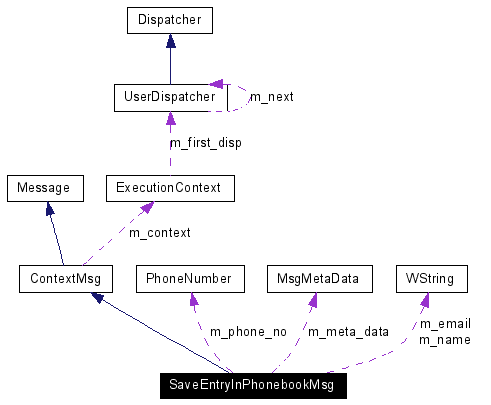 Dispatcher
UserDispatcher
m_next
m_first_disp
Message
ExecutionContext
m_context
ContextMsg
PhoneNumber
MsgMetaData
WString
m_phone_no
m_meta_data
m_email
m_name
SaveEntryInPhonebookMsg